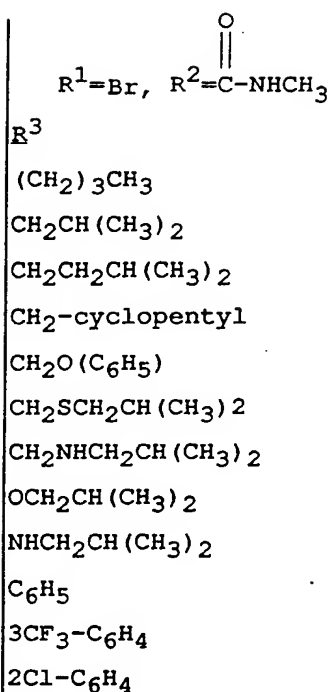 O
R¹=Br, R²=C-NHCH₃
R³
(CH₂)₃CH₃
CH₂CH(CH₃)₂
CH₂CH₂CH(CH₃)₂
CH₂-cyclopentyl
CH₂O(C₆H₅)
CH₂SCH₂CH(CH₃)2
CH₂NHCH₂CH(CH₃)₂
OCH₂CH(CH₃)₂
NHCH₂CH(CH₃)₂
C₆H₅
3CF₃-C₆H₄
2Cl-C₆H₄